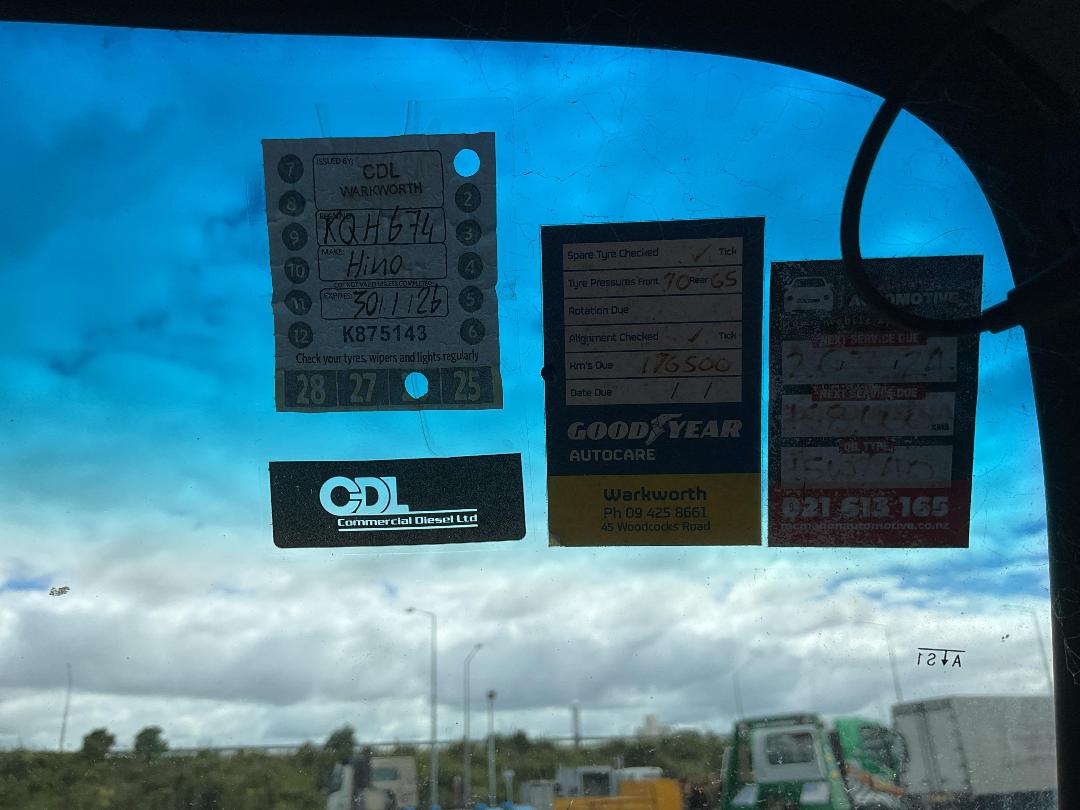 7
8
9
10
11
12
ISSUED BY:
CDL
WARKWORTH
KQH674
MAKE:
Hino
EXPIRES: 30/1/26
K875143
2
3
4
5
6
Check your tyres, wipers and lights regularly
28 27 25
CDL
Commercial Diesel Ltd
Spare Tyre Checked ✓ Tick
Tyre Pressures Front 70 Rear 65
Rotation Due
Alignment Checked ✓ Tick
Km's Due 176500
Date Due / /
GOODYEAR
AUTOCARE
Warkworth
Ph 09 425 8661
45 Woodcocks Road
AUTOMOTIVE
NEXT SERVICE DUE
NEXT SERVICE DUE
KMS
OIL TYPE
021 613 165
A↓S1